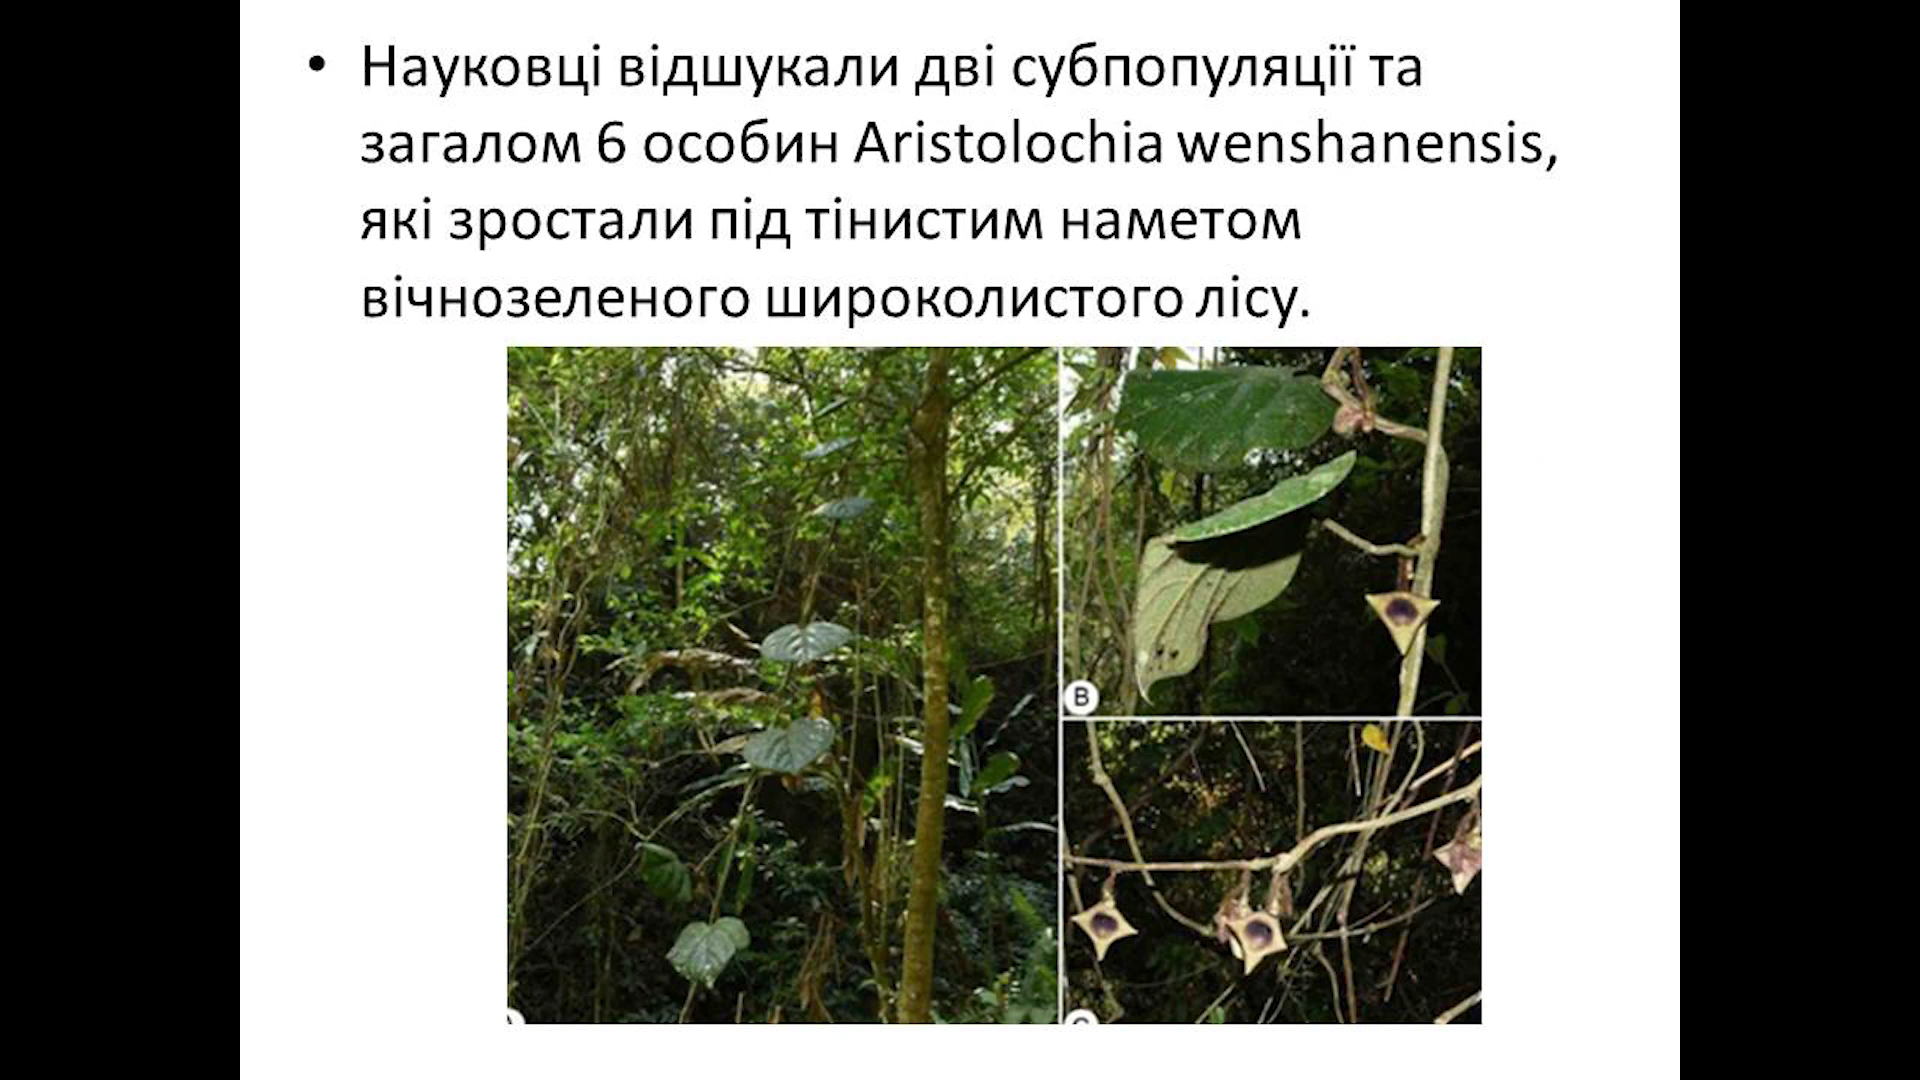 • Науковці відшукали дві субпопуляції та
загалом 6 особин Aristolochia wenshanensis,
які зростали під тінистим наметом
вічнозеленого широколистого лісу.
B